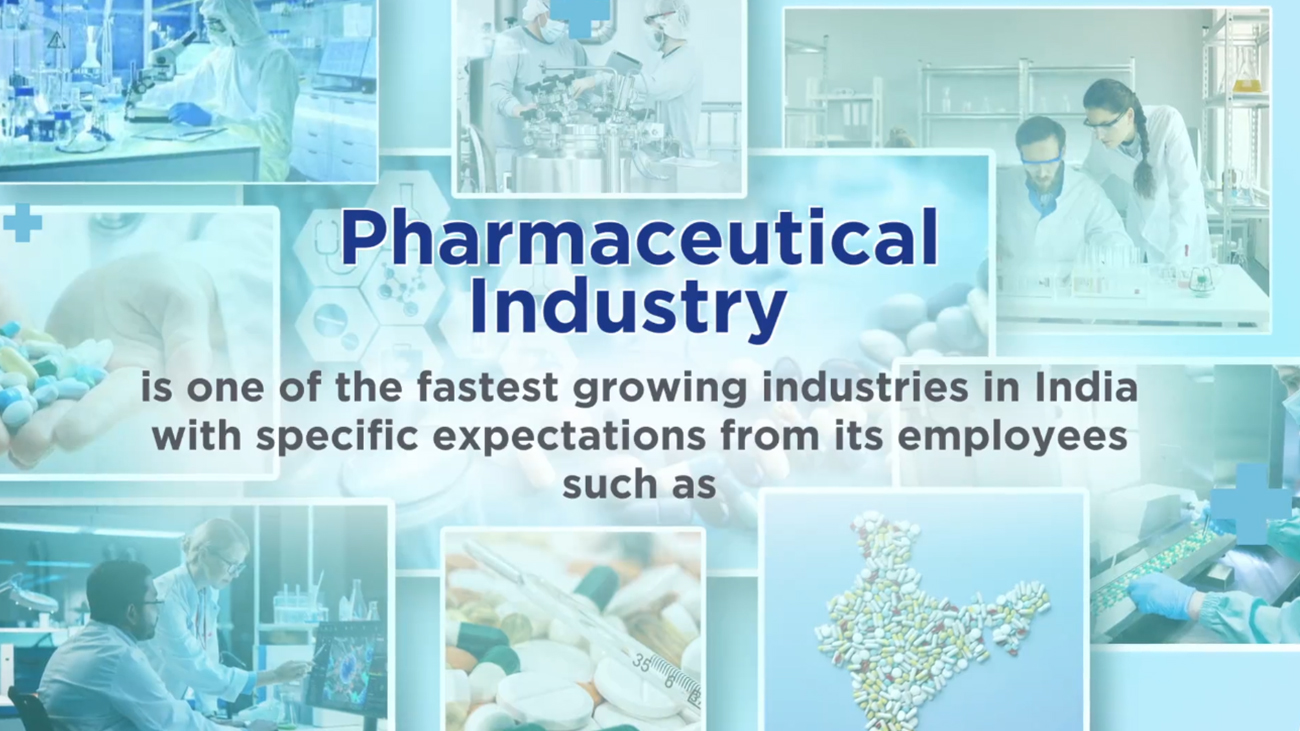 Pharmaceutical
Industry
is one of the fastest growing industries in India
with specific expectations from its employees
such as
35